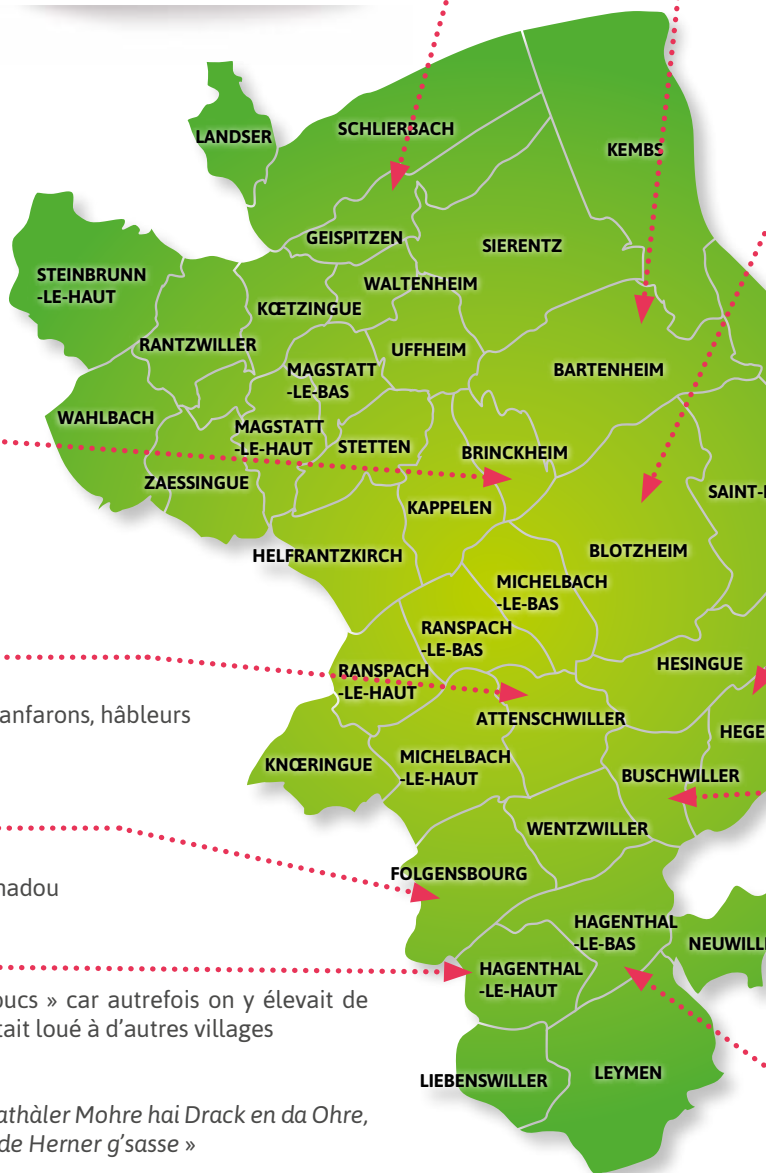 LANDSER
SCHLIERBACH
KEMBS
GEISPITZEN
SIERENTZ
STEINBRUNN
-LE-HAUT
WALTENHEIM
KŒTZINGUE
RANTZWILLER
UFFHEIM
MAGSTATT
-LE-BAS
BARTENHEIM
WAHLBACH
MAGSTATT
-LE-HAUT
STETTEN
BRINCKHEIM
ZAESSINGUE
SAINT-
KAPPELEN
HELFRANTZKIRCH
BLOTZHEIM
MICHELBACH
-LE-BAS
RANSPACH
-LE-BAS
HESINGUE
RANSPACH
-LE-HAUT
anfarons, hâbleurs
ATTENSCHWILLER
HEGE
KNŒRINGUE
MICHELBACH
-LE-HAUT
BUSCHWILLER
WENTZWILLER
FOLGENSBOURG
nadou
HAGENTHAL
-LE-BAS
NEUWILL
HAGENTHAL
-LE-HAUT
oucs » car autrefois on y élevait de
tait loué à d'autres villages
LIEBENSWILLER
LEYMEN
athàler Mohre hai Drack en da Ohre,
de Herner g'sasse »